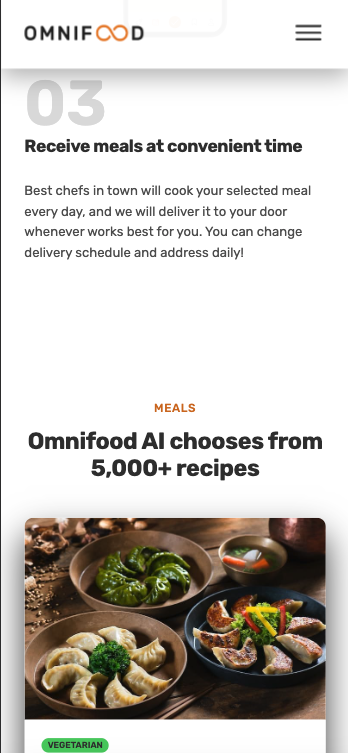 OMNIFOOD
03
Receive meals at convenient time
Best chefs in town will cook your selected meal
every day, and we will deliver it to your door
whenever works best for you. You can change
delivery schedule and address daily!
MEALS
Omnifood AI chooses from
5,000+ recipes
VEGETARIAN